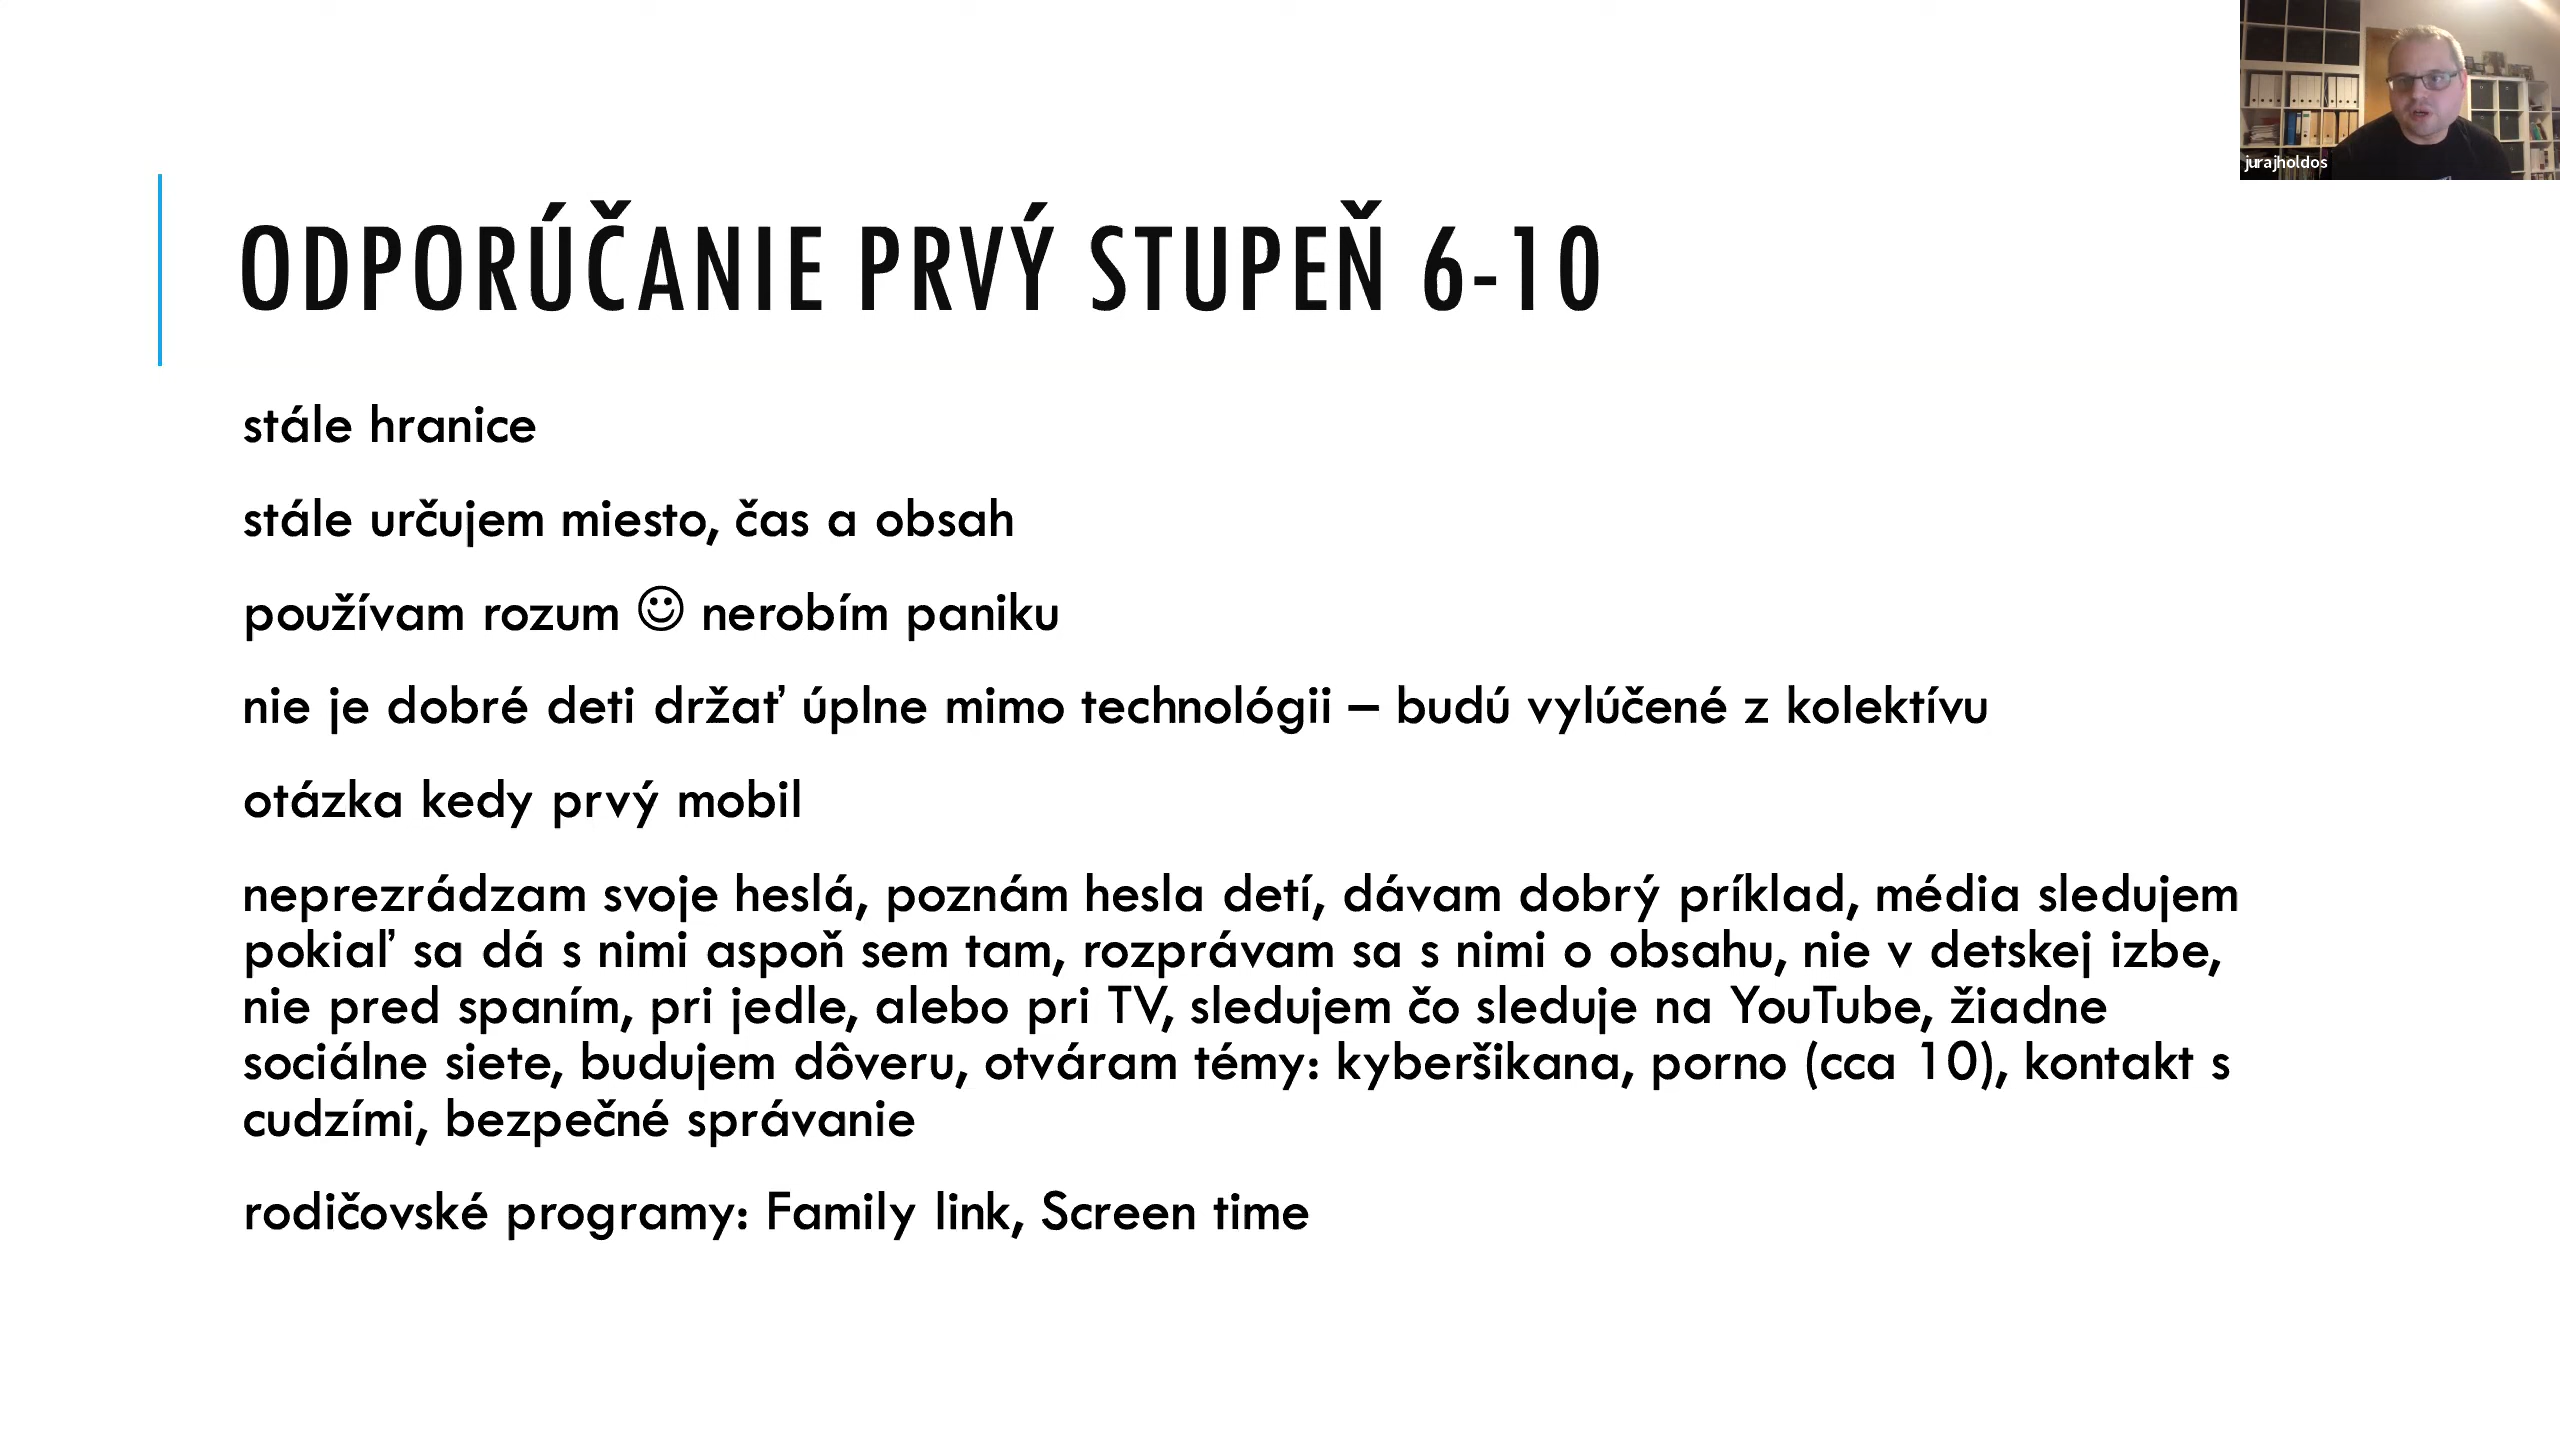 jurajholdos
ODPORÚČANIE PRVÝ STUPEŇ 6-10
stále hranice
stále určujem miesto, čas a obsah
používam rozum ☺ nerobím paniku
nie je dobré deti držať úplne mimo technológii – budú vylúčené z kolektívu
otázka kedy prvý mobil
neprezrádzam svoje heslá, poznám hesla detí, dávam dobrý príklad, média sledujem
pokiaľ sa dá s nimi aspoň sem tam, rozprávam sa s nimi o obsahu, nie v detskej izbe,
nie pred spaním, pri jedle, alebo pri TV, sledujem čo sleduje na YouTube, žiadne
sociálne siete, budujem dôveru, otváram témy: kyberšikana, porno (cca 10), kontakt s
cudzími, bezpečné správanie
rodičovské programy: Family link, Screen time